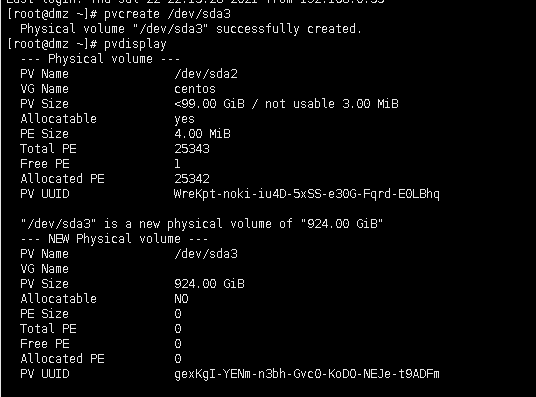 [root@dmz ~]# pvcreate /dev/sda3
  Physical volume "/dev/sda3" successfully created.
[root@dmz ~]# pvdisplay
  --- Physical volume ---
  PV Name               /dev/sda2
  VG Name               centos
  PV Size               <99.00 GiB / not usable 3.00 MiB
  Allocatable           yes
  PE Size               4.00 MiB
  Total PE              25343
  Free PE               1
  Allocated PE          25342
  PV UUID               WreKpt-noki-iu4D-5xSS-e30G-Fqrd-E0LBhq

  "/dev/sda3" is a new physical volume of "924.00 GiB"
  --- NEW Physical volume ---
  PV Name               /dev/sda3
  VG Name
  PV Size               924.00 GiB
  Allocatable           NO
  PE Size               0
  Total PE              0
  Free PE               0
  Allocated PE          0
  PV UUID               gexKgI-YENm-n3bh-Gvc0-KoDO-NEJe-t9ADFm